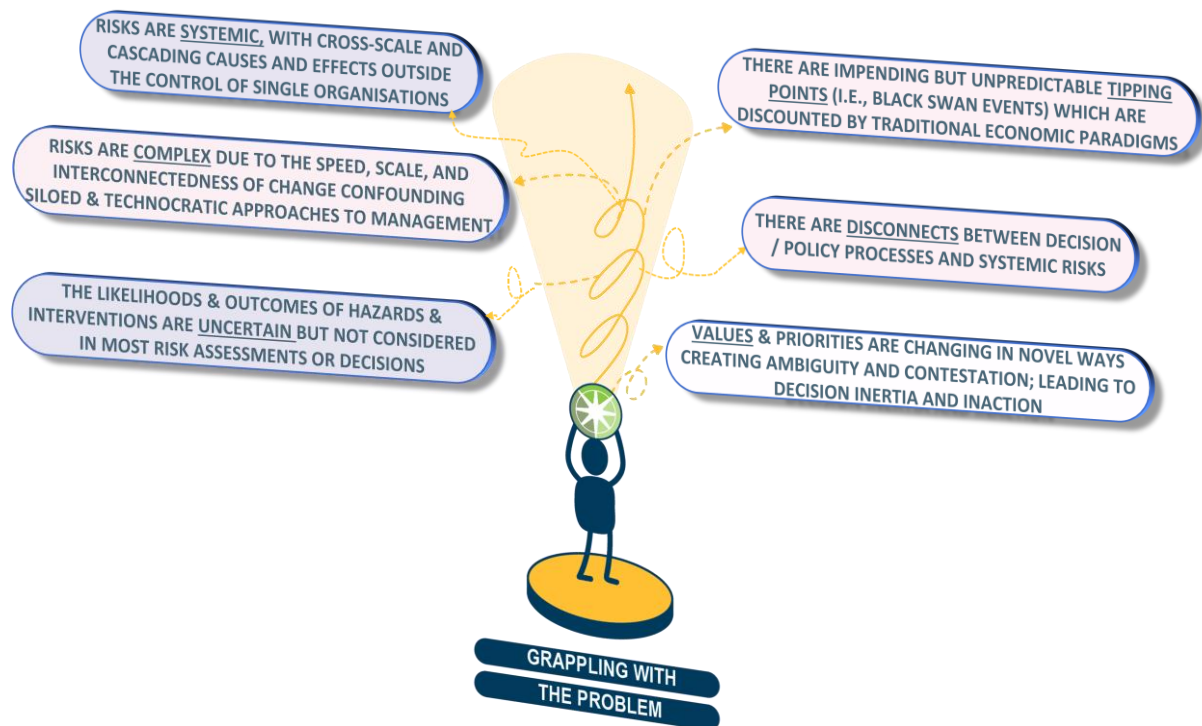 RISKS ARE SYSTEMIC, WITH CROSS-SCALE AND
CASCADING CAUSES AND EFFECTS OUTSIDE
THE CONTROL OF SINGLE ORGANISATIONS
RISKS ARE COMPLEX DUE TO THE SPEED, SCALE, AND
INTERCONNECTEDNESS OF CHANGE CONFOUNDING
SILOED & TECHNOCRATIC APPROACHES TO MANAGEMENT
THE LIKELIHOODS & OUTCOMES OF HAZARDS &
INTERVENTIONS ARE UNCERTAIN BUT NOT CONSIDERED
IN MOST RISK ASSESSMENTS OR DECISIONS
THERE ARE IMPENDING BUT UNPREDICTABLE TIPPING
POINTS (I.E., BLACK SWAN EVENTS) WHICH ARE
DISCOUNTED BY TRADITIONAL ECONOMIC PARADIGMS
THERE ARE DISCONNECTS BETWEEN DECISION
/ POLICY PROCESSES AND SYSTEMIC RISKS
VALUES & PRIORITIES ARE CHANGING IN NOVEL WAYS
CREATING AMBIGUITY AND CONTESTATION; LEADING TO
DECISION INERTIA AND INACTION
GRAPPLING WITH
THE PROBLEM